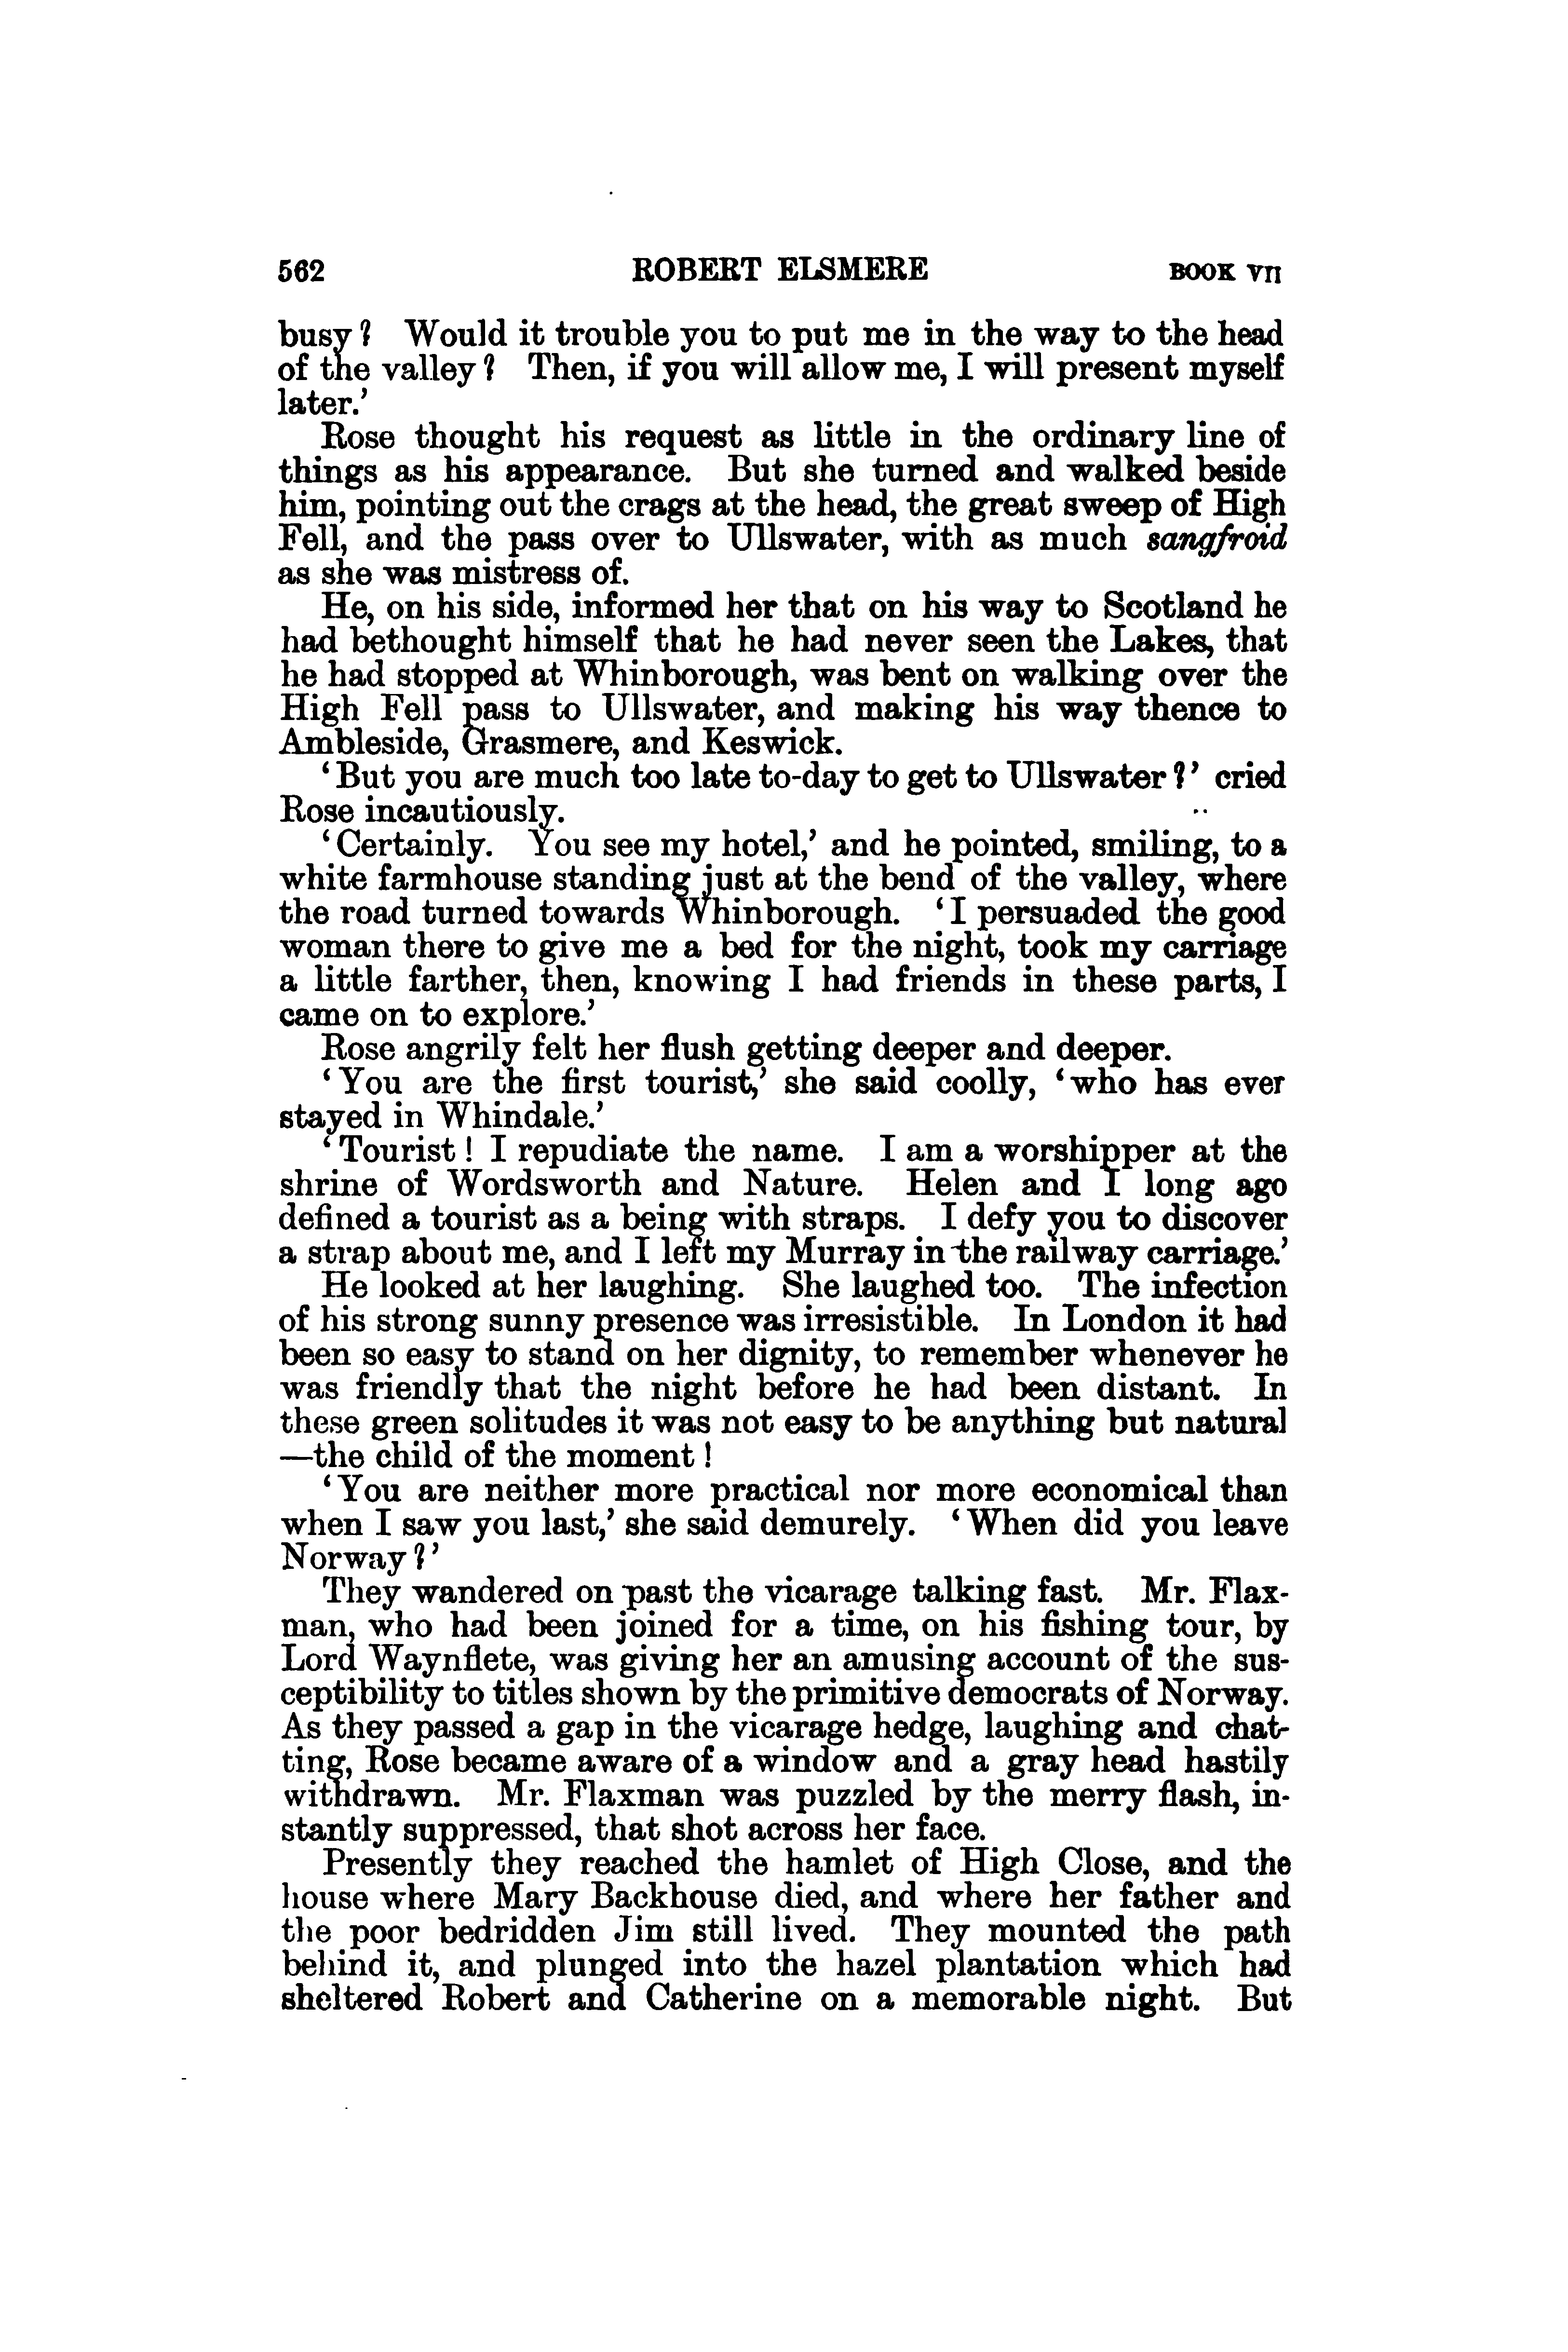 562 ROBERT ELSMERE BOOK VII
busy? Would it trouble you to put me in the way to the head
of the valley? Then, if you will allow me, I will present myself
later.’
Rose thought his request as little in the ordinary line of
things as his appearance. But she turned and walked beside
him, pointing out the crags at the head, the great sweep of High
Fell, and the pass over to Ullswater, with as much sangfroid
as she was mistress of.
He, on his side, informed her that on his way to Scotland he
had bethought himself that he had never seen the Lakes, that
he had stopped at Whinborough, was bent on walking over the
High Fell pass to Ullswater, and making his way thence to
Ambleside, Grasmere, and Keswick.
‘But you are much too late to-day to get to Ullswater?’ cried
Rose incautiously.
‘Certainly. You see my hotel,’ and he pointed, smiling, to a
white farmhouse standing just at the bend of the valley, where
the road turned towards Whinborough. ‘I persuaded the good
woman there to give me a bed for the night, took my carriage
a little farther, then, knowing I had friends in these parts, I
came on to explore.’
Rose angrily felt her flush getting deeper and deeper.
‘You are the first tourist,’ she said coolly, ‘who has ever
stayed in Whindale.’
‘Tourist! I repudiate the name. I am a worshipper at the
shrine of Wordsworth and Nature. Helen and I long ago
defined a tourist as a being with straps. I defy you to discover
a strap about me, and I left my Murray in the railway carriage.’
He looked at her laughing. She laughed too. The infection
of his strong sunny presence was irresistible. In London it had
been so easy to stand on her dignity, to remember whenever he
was friendly that the night before he had been distant. In
these green solitudes it was not easy to be anything but natural
—the child of the moment!
‘You are neither more practical nor more economical than
when I saw you last,’ she said demurely. ‘When did you leave
Norway?’
They wandered on past the vicarage talking fast. Mr. Flax-
man, who had been joined for a time, on his fishing tour, by
Lord Waynflete, was giving her an amusing account of the sus-
ceptibility to titles shown by the primitive democrats of Norway.
As they passed a gap in the vicarage hedge, laughing and chat-
ting, Rose became aware of a window and a gray head hastily
withdrawn. Mr. Flaxman was puzzled by the merry flash, in-
stantly suppressed, that shot across her face.
Presently they reached the hamlet of High Close, and the
house where Mary Backhouse died, and where her father and
the poor bedridden Jim still lived. They mounted the path
behind it, and plunged into the hazel plantation which had
sheltered Robert and Catherine on a memorable night. But